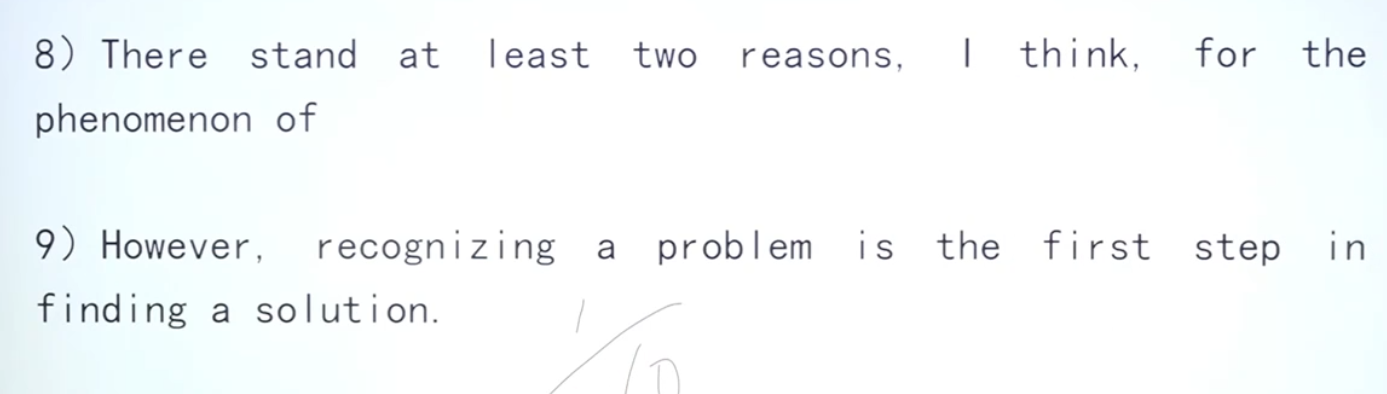 8) There stand at least two reasons, I think, for the
phenomenon of
9) However, recognizing a problem is the first step in
finding a solution.